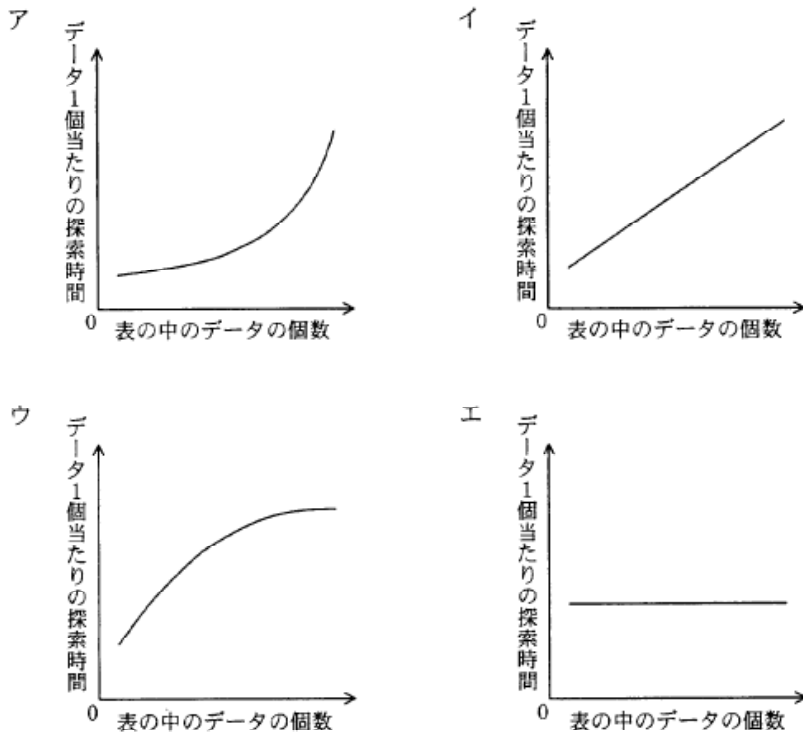 ア
データ1個当たりの探索時間
0
表の中のデータの個数
イ
データ1個当たりの探索時間
0
表の中のデータの個数
ウ
データ1個当たりの探索時間
0
表の中のデータの個数
エ
データ1個当たりの探索時間
0
表の中のデータの個数